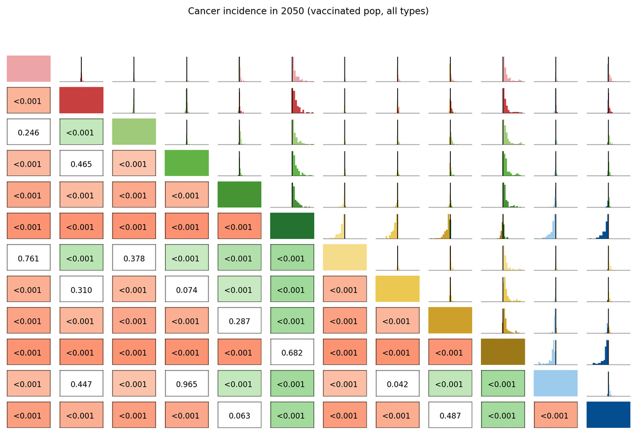 Cancer incidence in 2050 (vaccinated pop, all types)
<0.001
0.246 <0.001
<0.001 0.465 <0.001
<0.001 <0.001 <0.001 <0.001
<0.001 <0.001 <0.001 <0.001 <0.001
0.761 <0.001 0.378 <0.001 <0.001 <0.001
<0.001 0.310 <0.001 0.074 <0.001 <0.001 <0.001
<0.001 <0.001 <0.001 <0.001 0.287 <0.001 <0.001 <0.001
<0.001 <0.001 <0.001 <0.001 <0.001 0.682 <0.001 <0.001 <0.001
<0.001 0.447 <0.001 0.965 <0.001 <0.001 <0.001 0.042 <0.001 <0.001
<0.001 <0.001 <0.001 <0.001 0.063 <0.001 <0.001 <0.001 0.487 <0.001 <0.001